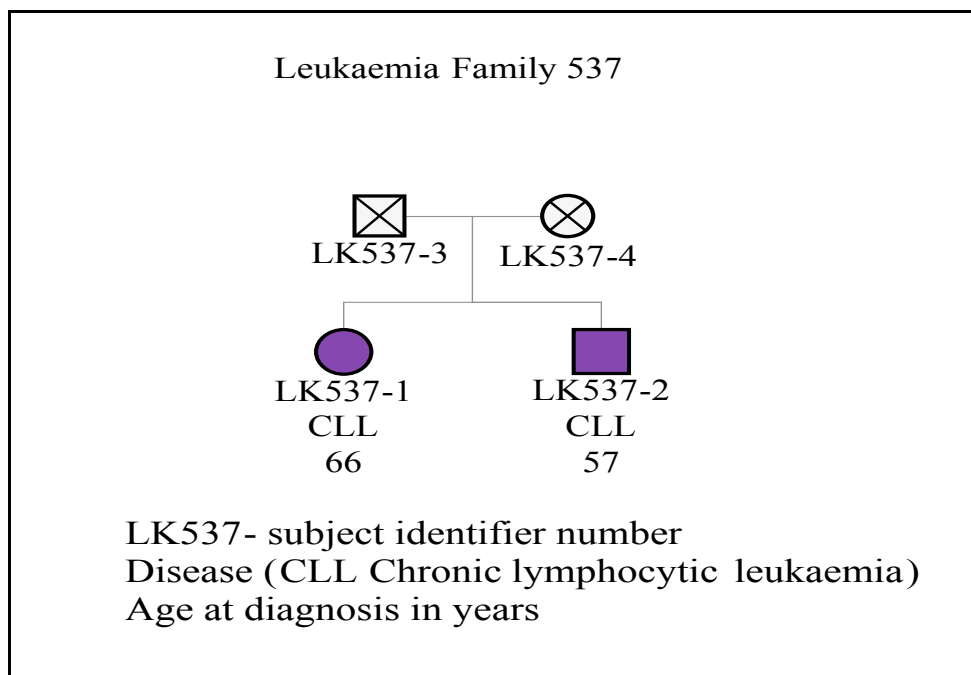 Leukaemia Family 537
LK537-3
LK537-4
LK537-1
CLL
66
LK537-2
CLL
57
LK537- subject identifier number
Disease (CLL Chronic lymphocytic leukaemia)
Age at diagnosis in years